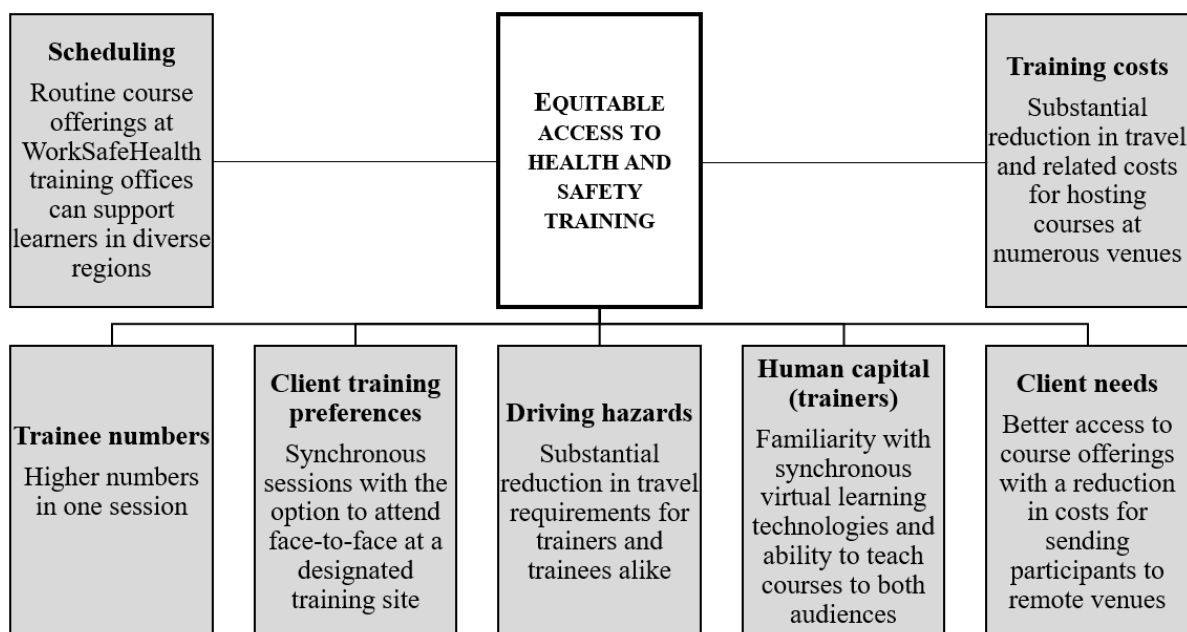 Scheduling
Routine course
offerings at
WorkSafeHealth
training offices
can support
learners in diverse
regions
EQUITABLE
ACCESS TO
HEALTH AND
SAFETY
TRAINING
Training costs
Substantial
reduction in travel
and related costs
for hosting
courses at
numerous venues
Trainee numbers
Higher numbers
in one session
Client training
preferences
Synchronous
sessions with the
option to attend
face-to-face at a
designated
training site
Driving hazards
Substantial
reduction in travel
requirements for
trainers and
trainees alike
Human capital
(trainers)
Familiarity with
synchronous
virtual learning
technologies and
ability to teach
courses to both
audiences
Client needs
Better access to
course offerings
with a reduction
in costs for
sending
participants to
remote venues